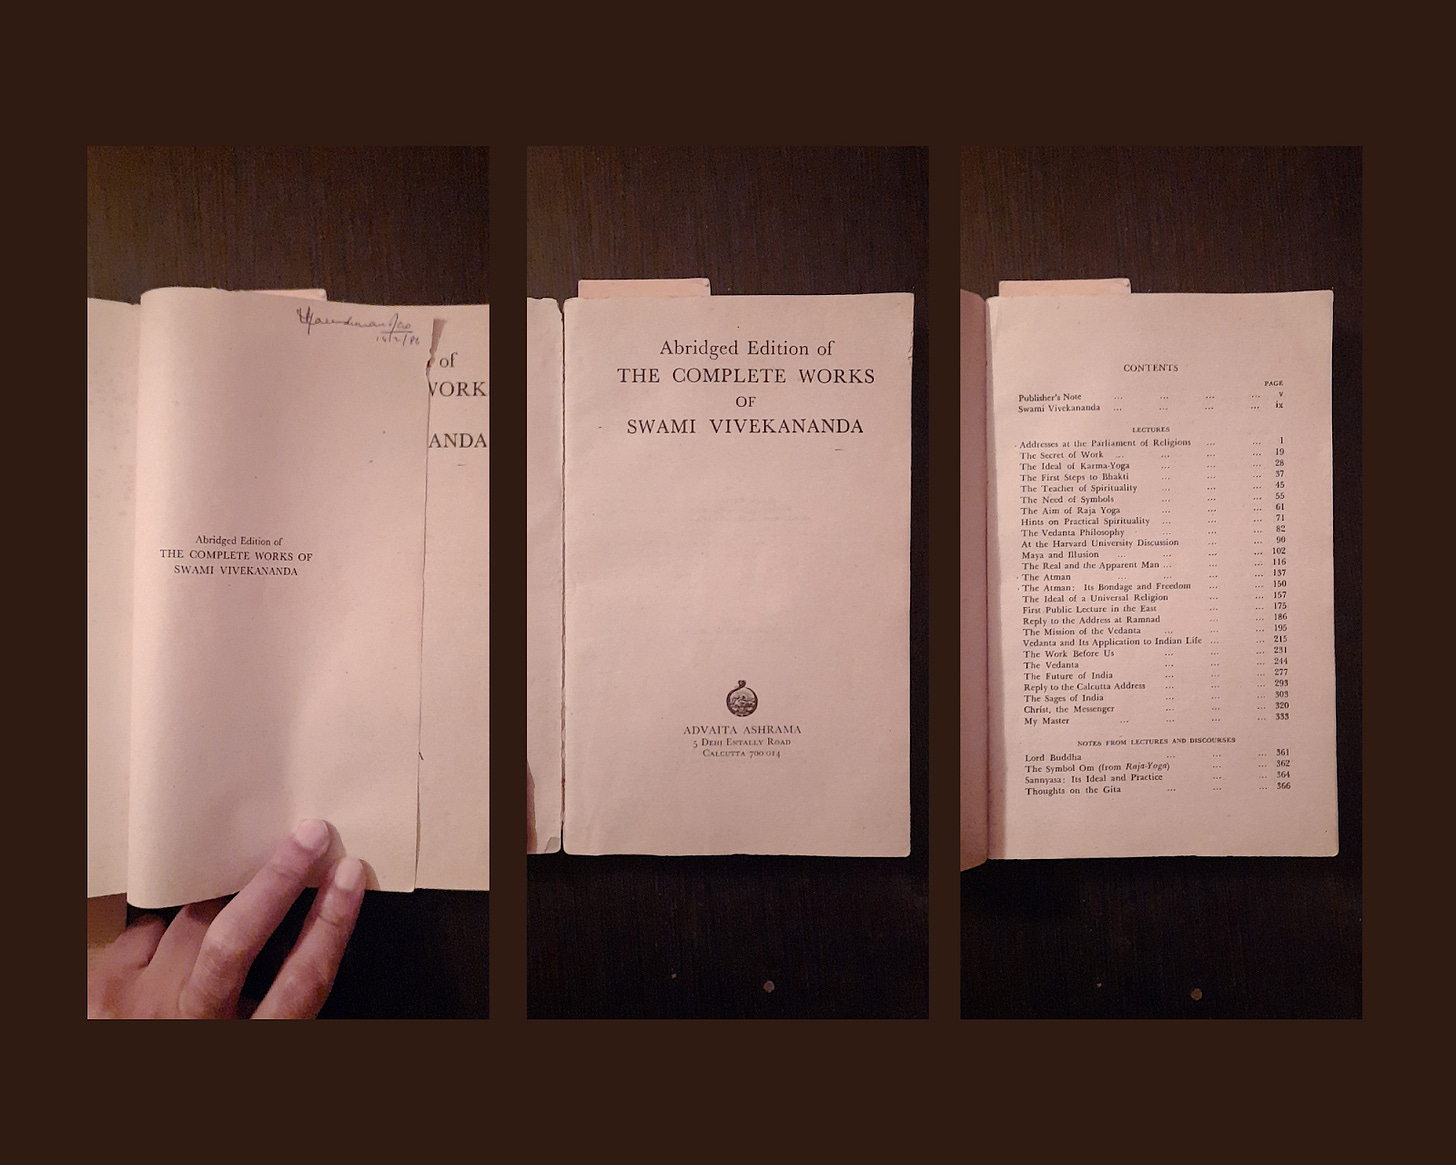 of
WORK
ANDA
Abridged Edition of
THE COMPLETE WORKS OF
SWAMI VIVEKANANDA
Abridged Edition of
THE COMPLETE WORKS
OF
SWAMI VIVEKANANDA
ADVAITA ASHRAMA
5 DEHI ENTALLY ROAD
CALCUTTA 700 014
CONTENTS
PAGE
Publisher's Note ... ... ... ... v
Swami Vivekananda ... ... ... ... ix
LECTURES
Addresses at the Parliament of Religions ... ... 1
The Secret of Work ... ... ... ... 19
The Ideal of Karma-Yoga ... ... ... 28
The First Steps to Bhakti ... ... ... 37
The Teacher of Spirituality ... ... ... 45
The Need of Symbols ... ... ... 55
The Aim of Raja Yoga ... ... ... 61
Hints on Practical Spirituality ... ... ... 71
The Vedanta Philosophy ... ... ... 82
At the Harvard University Discussion ... ... 90
Maya and Illusion ... ... ... ... 102
The Real and the Apparent Man ... ... ... 116
The Atman ... ... ... ... 137
The Atman: Its Bondage and Freedom ... ... 150
The Ideal of a Universal Religion ... ... 157
First Public Lecture in the East ... ... 175
Reply to the Address at Ramnad ... ... 186
The Mission of the Vedanta ... ... ... 195
Vedanta and Its Application to Indian Life ... ... 215
The Work Before Us ... ... ... 231
The Vedanta ... ... ... 244
The Future of India ... ... ... 277
Reply to the Calcutta Address ... ... ... 293
The Sages of India ... ... ... 303
Christ, the Messenger ... ... ... 320
My Master ... ... ... ... 333
NOTES FROM LECTURES AND DISCOURSES
Lord Buddha ... ... ... 361
The Symbol Om (from Raja-Yoga) ... ... 362
Sannyasa: Its Ideal and Practice ... ... 364
Thoughts on the Gita ... ... ... 366